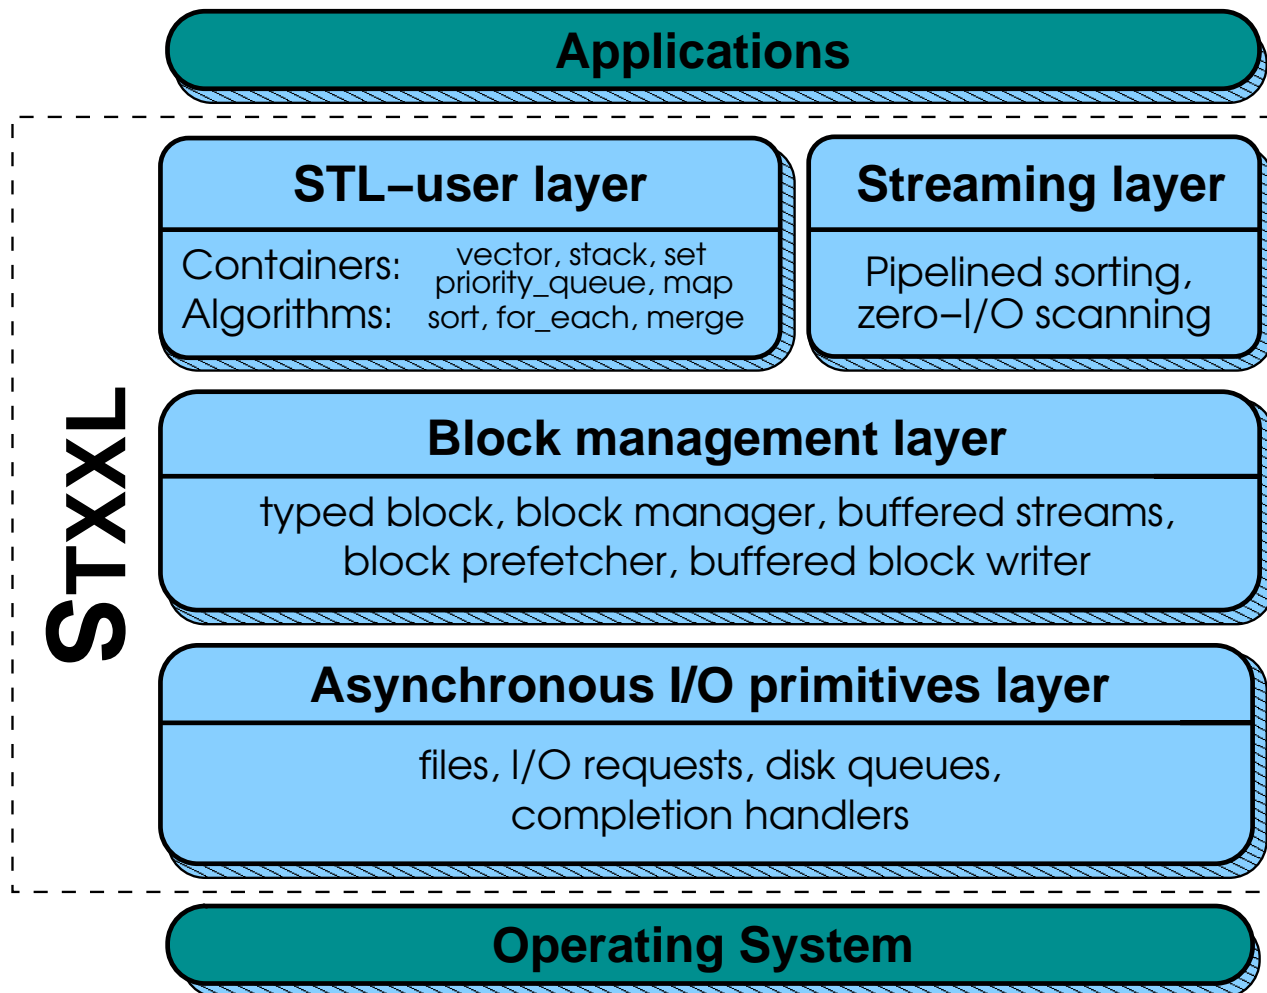 Applications
STL–user layer
Containers:
vector, stack, set
priority_queue, map
Algorithms:
sort, for_each, merge
Streaming layer
Pipelined sorting,
zero–I/O scanning
STXXL
Block management layer
typed block, block manager, buffered streams,
block prefetcher, buffered block writer
Asynchronous I/O primitives layer
files, I/O requests, disk queues,
completion handlers
Operating System